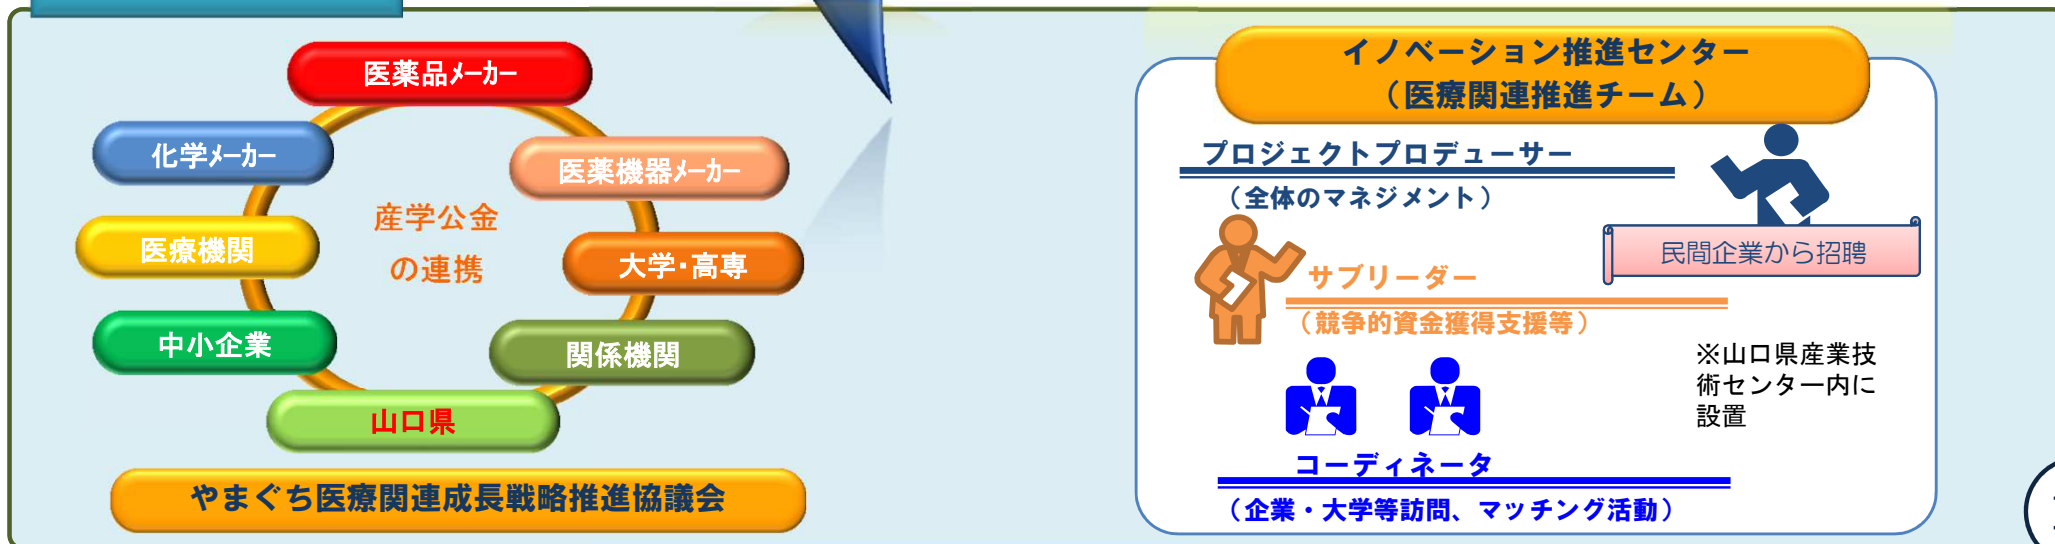 医薬品メーカー
化学メーカー
医薬機器メーカー
産学公金
の連携
医療機関
大学・高専
中小企業
関係機関
山口県
やまぐち医療関連成長戦略推進協議会
イノベーション推進センター
（医療関連推進チーム）
プロジェクトプロデューサー
（全体のマネジメント）
民間企業から招聘
サブリーダー
（競争的資金獲得支援等）
※山口県産業技
術センター内に
設置
コーディネータ
（企業・大学等訪問、マッチング活動）